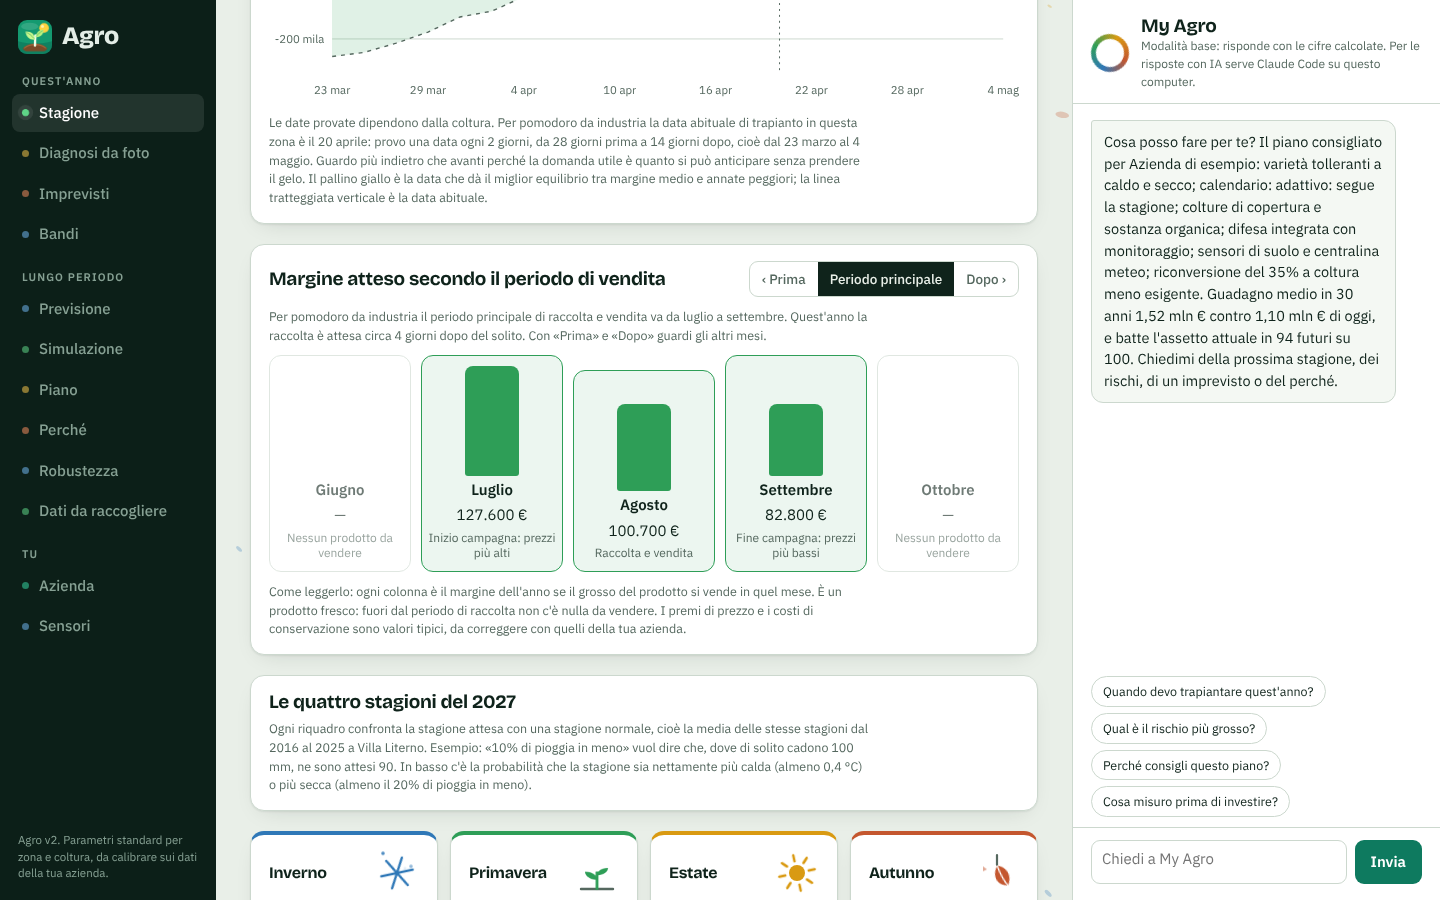 Agro
QUEST'ANNO
Stagione
Diagnosi da foto
Imprevisti
Bandi
LUNGO PERIODO
Previsione
Simulazione
Piano
Perché
Robustezza
Dati da raccogliere
TU
Azienda
Sensori
Agro v2. Parametri standard per
zona e coltura, da calibrare sui dati
della tua azienda.
-200 mila
23 mar 29 mar 4 apr 10 apr 16 apr 22 apr 28 apr 4 mag
Le date provate dipendono dalla coltura. Per pomodoro da industria la data abituale di trapianto in questa
zona è il 20 aprile: provo una data ogni 2 giorni, da 28 giorni prima a 14 giorni dopo, cioè dal 23 marzo al 4
maggio. Guardo più indietro che avanti perché la domanda utile è quanto si può anticipare senza prendere
il gelo. Il pallino giallo è la data che dà il miglior equilibrio tra margine medio e annate peggiori; la linea
tratteggiata verticale è la data abituale.
Margine atteso secondo il periodo di vendita
‹ Prima Periodo principale Dopo ›
Per pomodoro da industria il periodo principale di raccolta e vendita va da luglio a settembre. Quest'anno la
raccolta è attesa circa 4 giorni dopo del solito. Con «Prima» e «Dopo» guardi gli altri mesi.
Giugno
—
Nessun prodotto da
vendere
Luglio
127.600 €
Inizio campagna: prezzi
più alti
Agosto
100.700 €
Raccolta e vendita
Settembre
82.800 €
Fine campagna: prezzi
più bassi
Ottobre
—
Nessun prodotto da
vendere
Come leggerlo: ogni colonna è il margine dell'anno se il grosso del prodotto si vende in quel mese. È un
prodotto fresco: fuori dal periodo di raccolta non c'è nulla da vendere. I premi di prezzo e i costi di
conservazione sono valori tipici, da correggere con quelli della tua azienda.
Le quattro stagioni del 2027
Ogni riquadro confronta la stagione attesa con una stagione normale, cioè la media delle stesse stagioni dal
2016 al 2025 a Villa Literno. Esempio: «10% di pioggia in meno» vuol dire che, dove di solito cadono 100
mm, ne sono attesi 90. In basso c'è la probabilità che la stagione sia nettamente più calda (almeno 0,4 °C)
o più secca (almeno il 20% di pioggia in meno).
Inverno
Primavera
Estate
Autunno
My Agro
Modalità base: risponde con le cifre calcolate. Per le
risposte con IA serve Claude Code su questo
computer.
Cosa posso fare per te? Il piano consigliato
per Azienda di esempio: varietà tolleranti a
caldo e secco; calendario: adattivo: segue
la stagione; colture di copertura e
sostanza organica; difesa integrata con
monitoraggio; sensori di suolo e centralina
meteo; riconversione del 35% a coltura
meno esigente. Guadagno medio in 30
anni 1,52 mln € contro 1,10 mln € di oggi,
e batte l'assetto attuale in 94 futuri su
100. Chiedimi della prossima stagione, dei
rischi, di un imprevisto o del perché.
Quando devo trapiantare quest'anno?
Qual è il rischio più grosso?
Perché consigli questo piano?
Cosa misuro prima di investire?
Chiedi a My Agro
Invia